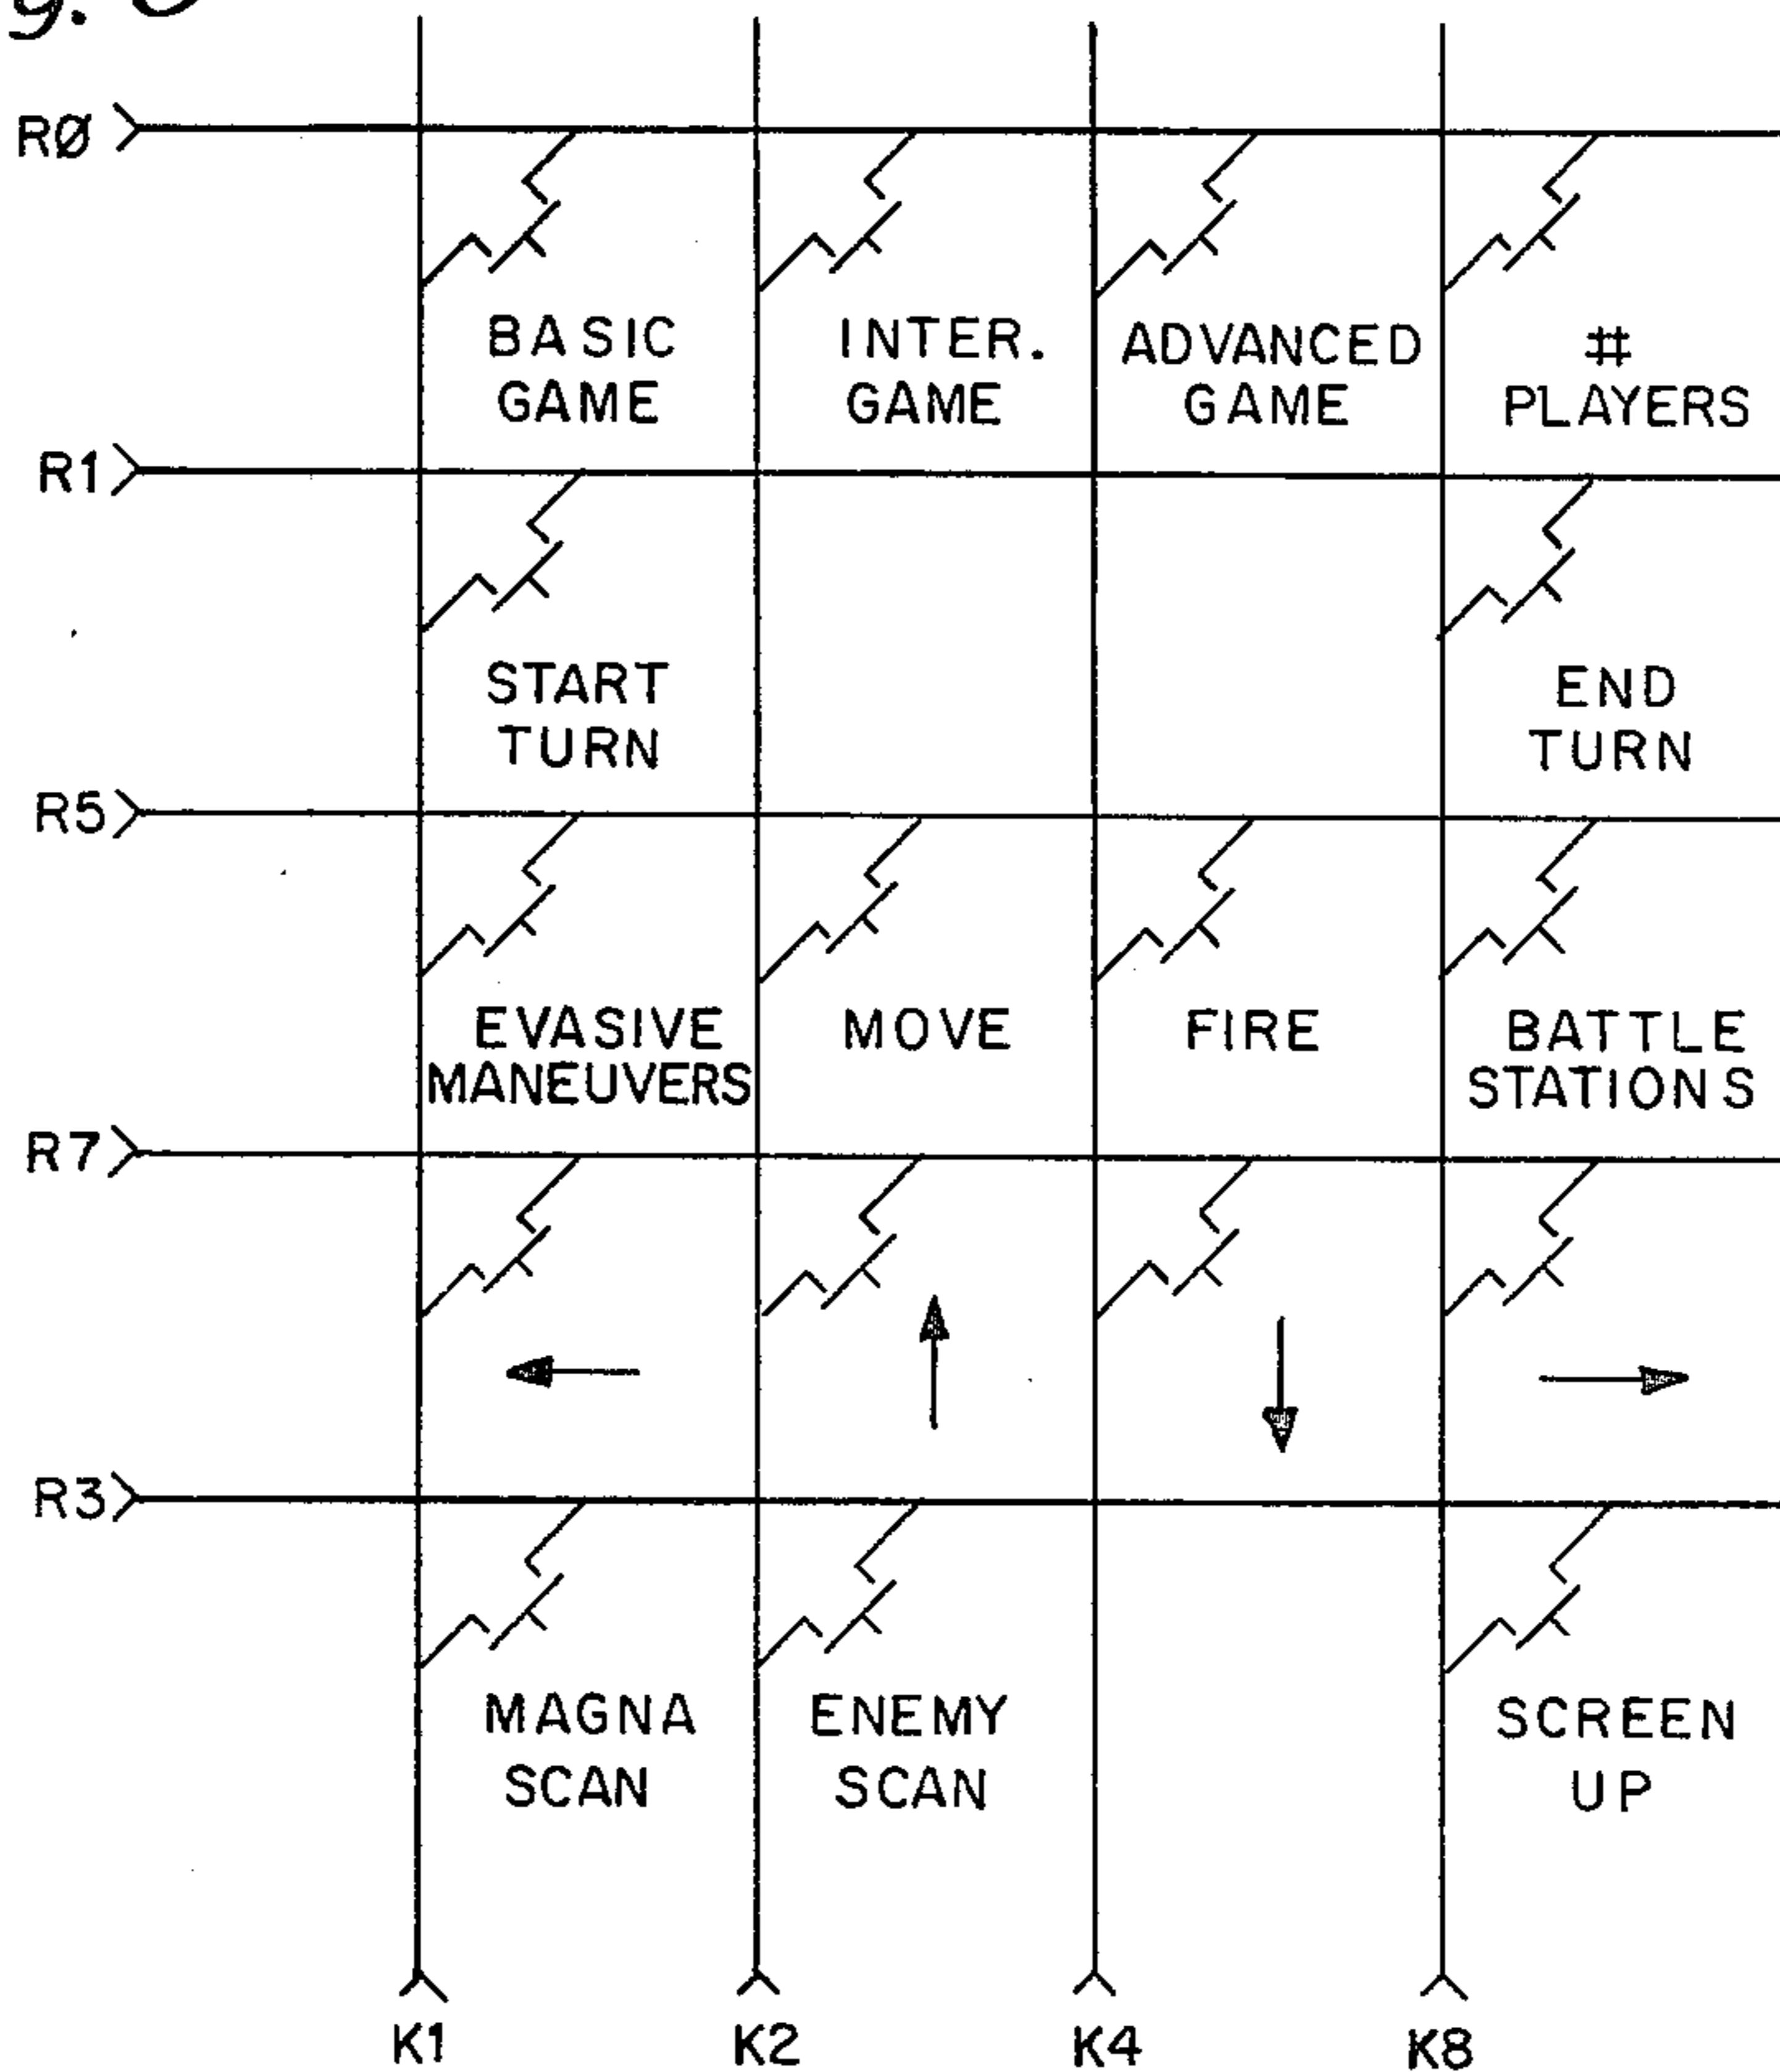 RØ
BASIC GAME
INTER. GAME
ADVANCED GAME
# PLAYERS
R1
START TURN
END TURN
R5
EVASIVE MANEUVERS
MOVE
FIRE
BATTLE STATIONS
R7
R3
MAGNA SCAN
ENEMY SCAN
SCREEN UP
K1 K2 K4 K8